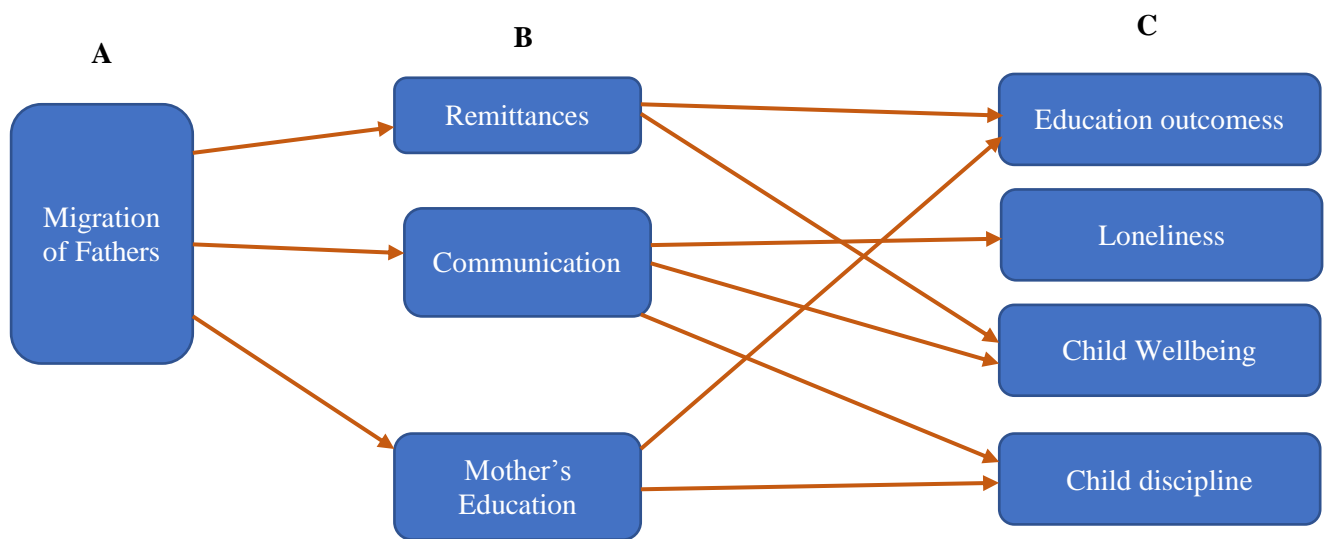 A
B
C
Migration
of Fathers
Remittances
Communication
Mother’s
Education
Education outcomess
Loneliness
Child Wellbeing
Child discipline